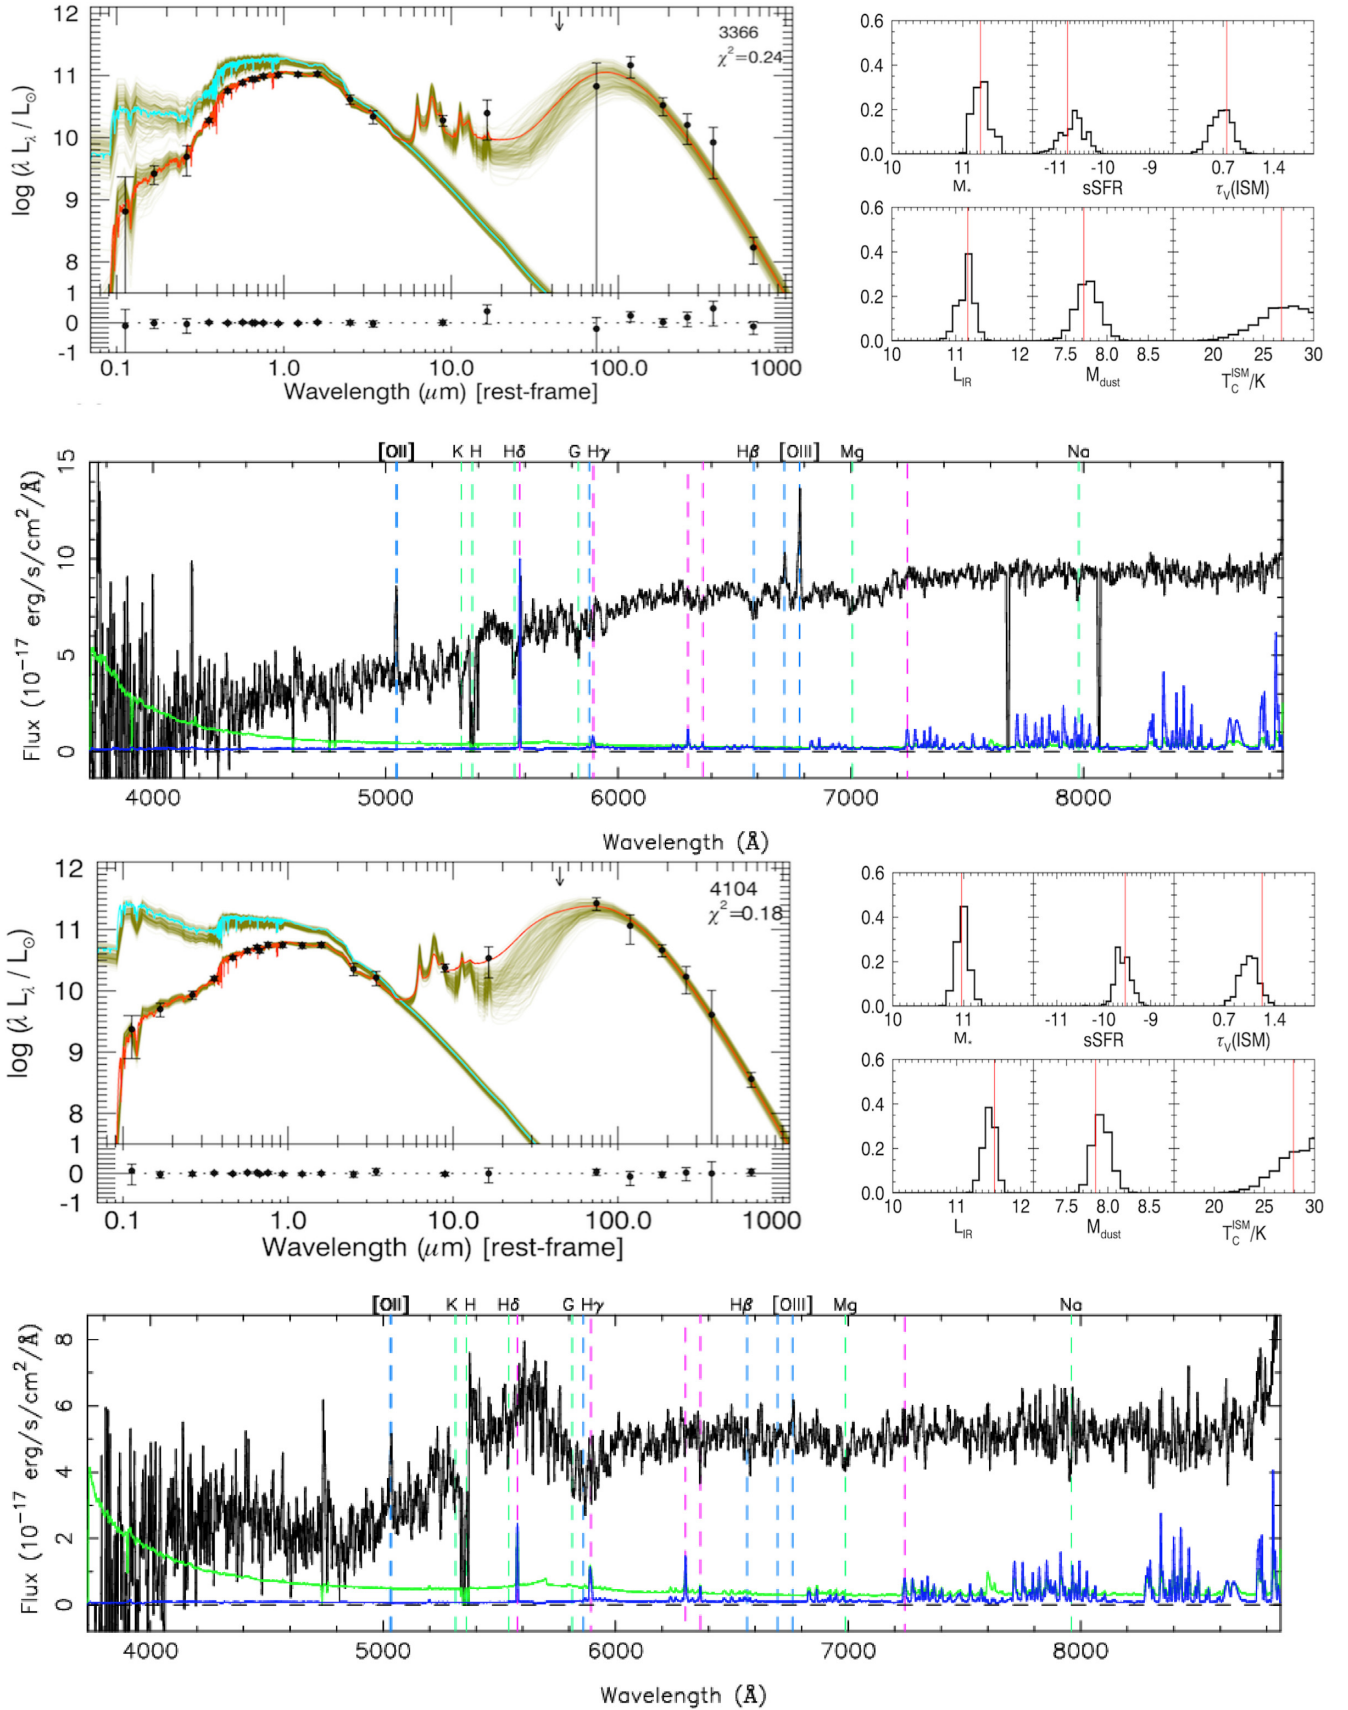 3366
χ²=0.24
log (λ L_λ / L_⊙)
12
11
10
9
8
1
0
-1
0.1 1.0 10.0 100.0 1000
Wavelength (μm) [rest-frame]
0.6
0.4
0.2
0.0
10 11 -11 -10 -9 0.7 1.4
M* sSFR τ_V(ISM)
0.6
0.4
0.2
0.0
10 11 12 7.5 8.0 8.5 20 25 30
L_IR M_dust T_C^ISM/K
[OII] K H Hδ G Hγ Hβ [OIII] Mg Na
Flux (10⁻¹⁷ erg/s/cm²/Å)
15
10
5
0
4000 5000 6000 7000 8000
Wavelength (Å)
4104
χ²=0.18
log (λ L_λ / L_⊙)
12
11
10
9
8
1
0
-1
0.1 1.0 10.0 100.0 1000
Wavelength (μm) [rest-frame]
0.6
0.4
0.2
0.0
10 11 -11 -10 -9 0.7 1.4
M* sSFR τ_V(ISM)
0.6
0.4
0.2
0.0
10 11 12 7.5 8.0 8.5 20 25 30
L_IR M_dust T_C^ISM/K
[OII] K H Hδ G Hγ Hβ [OIII] Mg Na
Flux (10⁻¹⁷ erg/s/cm²/Å)
8
6
4
2
0
4000 5000 6000 7000 8000
Wavelength (Å)